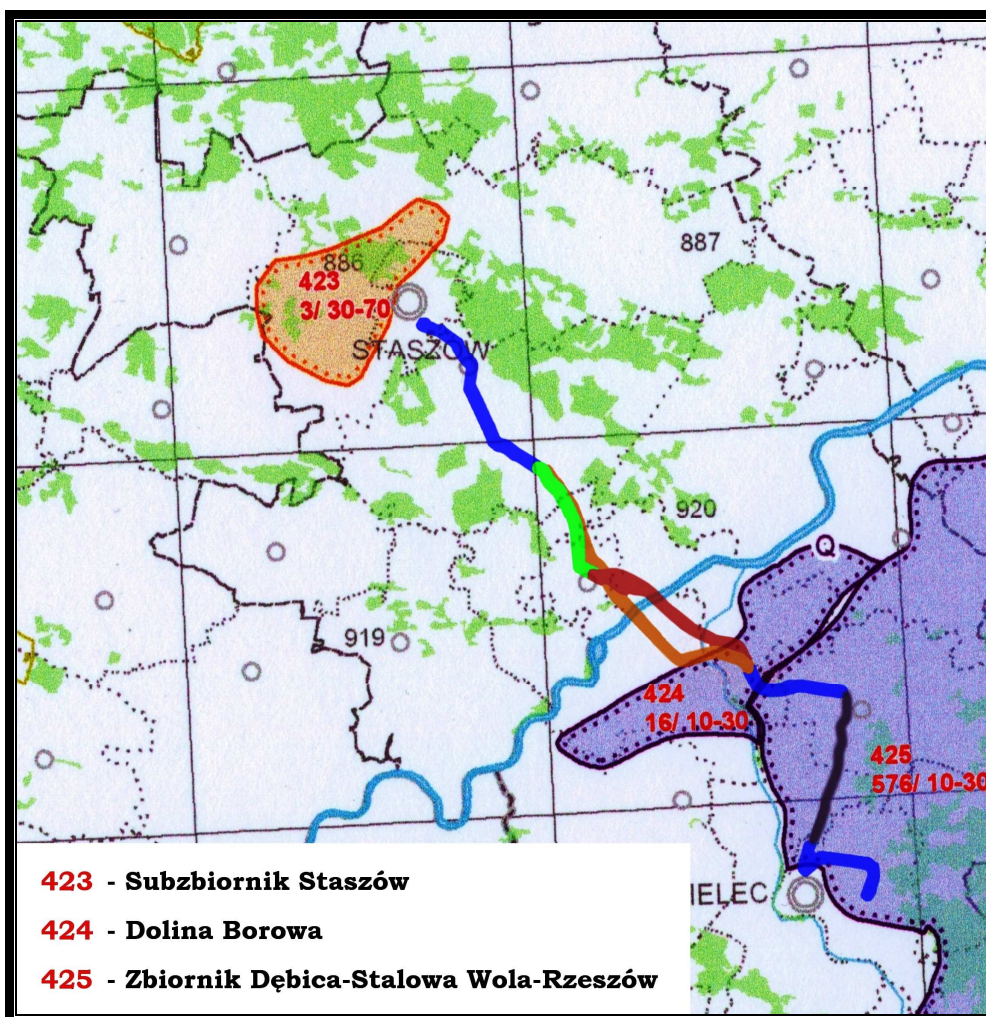 887
886
423
3/ 30-70
STASZÓW
920
Q
919
424
16/ 10-30
425
576/ 10-30
IELEC
423 - Subzbiornik Staszów
424 - Dolina Borowa
425 - Zbiornik Dębica-Stalowa Wola-Rzeszów